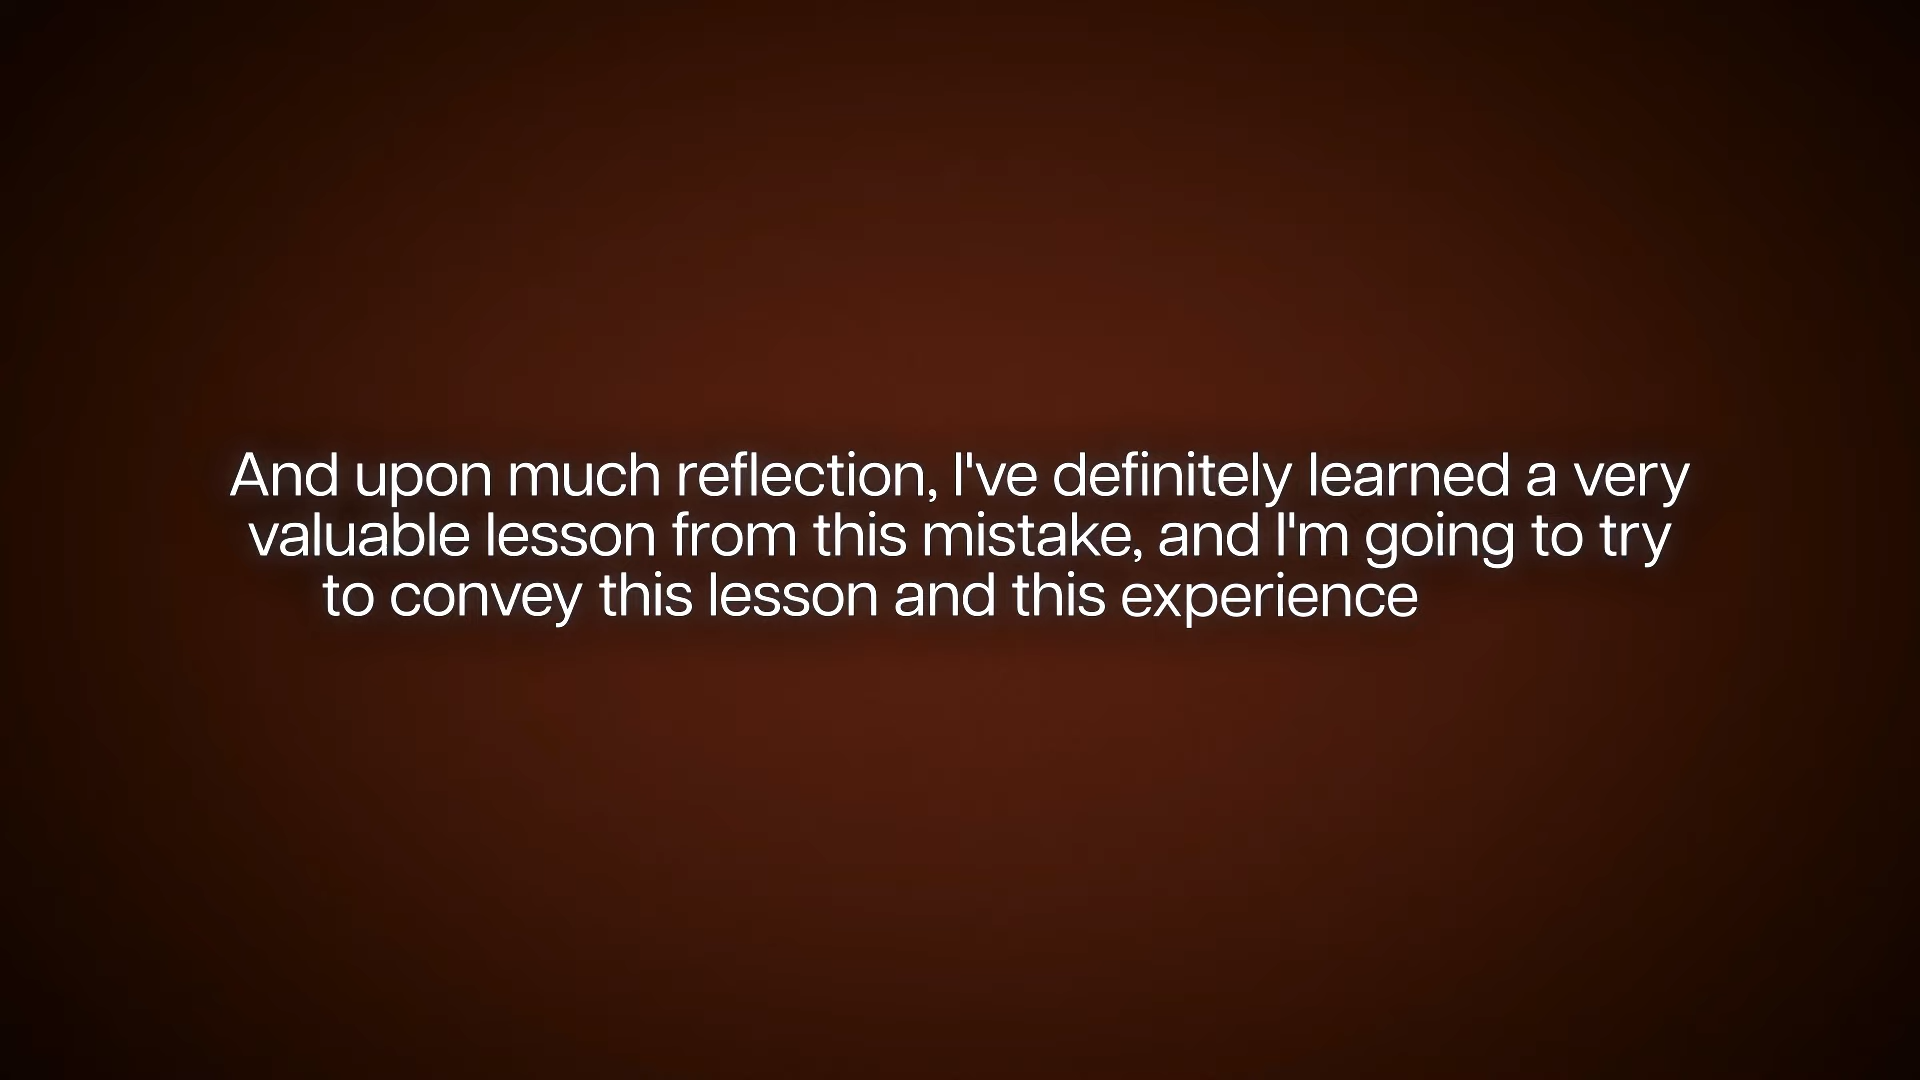 And upon much reflection, I've definitely learned a very
valuable lesson from this mistake, and I'm going to try
to convey this lesson and this experience